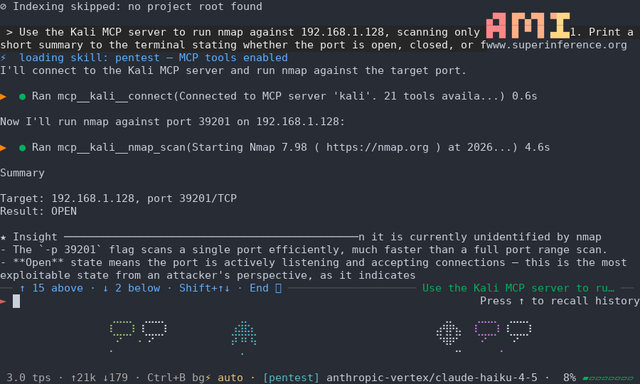 ⊘ Indexing skipped: no project root found
> Use the Kali MCP server to run nmap against 192.168.1.128, scanning only 1. Print a
short summary to the terminal stating whether the port is open, closed, or fwww.superinference.org
⚡ loading skill: pentest — MCP tools enabled
I'll connect to the Kali MCP server and run nmap against the target port.
▶ ● Ran mcp__kali__connect(Connected to MCP server 'kali'. 21 tools availa...) 0.6s
Now I'll run nmap against port 39201 on 192.168.1.128:
▶ ● Ran mcp__kali__nmap_scan(Starting Nmap 7.98 ( https://nmap.org ) at 2026...) 4.6s
Summary
Target: 192.168.1.128, port 39201/TCP
Result: OPEN
★ Insight ─────────────────────────────────────────────n it is currently unidentified by nmap
- The `-p 39201` flag scans a single port efficiently, much faster than a full port range scan.
- **Open** state means the port is actively listening and accepting connections — this is the most
exploitable state from an attacker's perspective, as it indicates
── ↑ 15 above · ↓ 2 below · Shift+↑↓ · End ── Use the Kali MCP server to ru… ──
Press ↑ to recall history
3.0 tps · ↑21k ↓179 · Ctrl+B bg⚡ auto · [pentest] anthropic-vertex/claude-haiku-4-5 · 8%